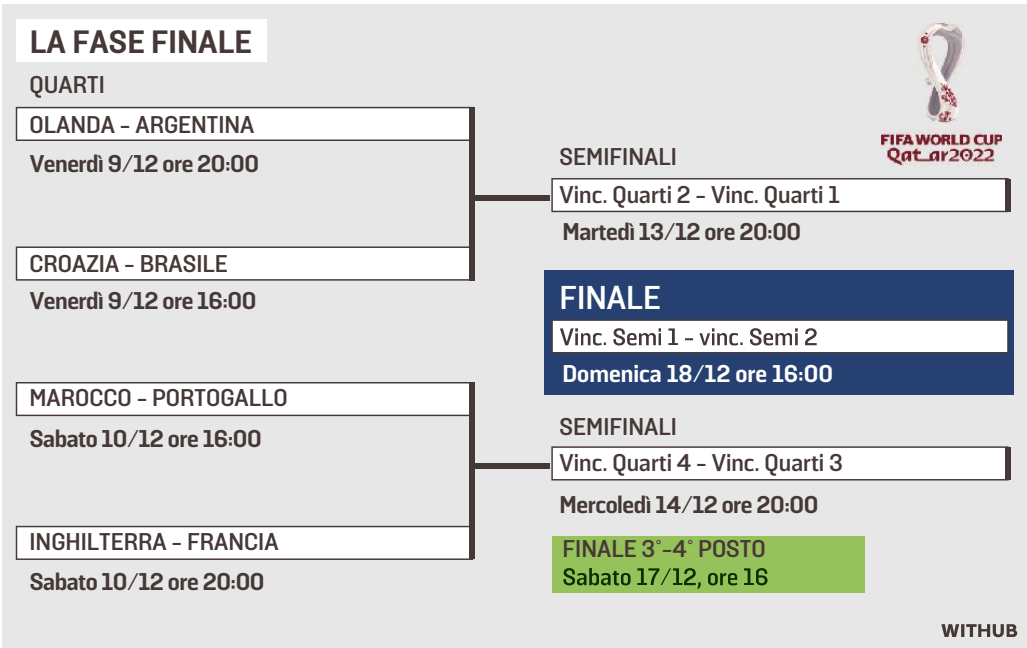 LA FASE FINALE
QUARTI
OLANDA - ARGENTINA
Venerdì 9/12 ore 20:00
CROAZIA - BRASILE
Venerdì 9/12 ore 16:00
MAROCCO - PORTOGALLO
Sabato 10/12 ore 16:00
INGHILTERRA - FRANCIA
Sabato 10/12 ore 20:00
FIFA WORLD CUP
Qatar2022
SEMIFINALI
Vinc. Quarti 2 - Vinc. Quarti 1
Martedì 13/12 ore 20:00
FINALE
Vinc. Semi 1 - vinc. Semi 2
Domenica 18/12 ore 16:00
SEMIFINALI
Vinc. Quarti 4 - Vinc. Quarti 3
Mercoledì 14/12 ore 20:00
FINALE 3°-4° POSTO
Sabato 17/12, ore 16
WITHUB